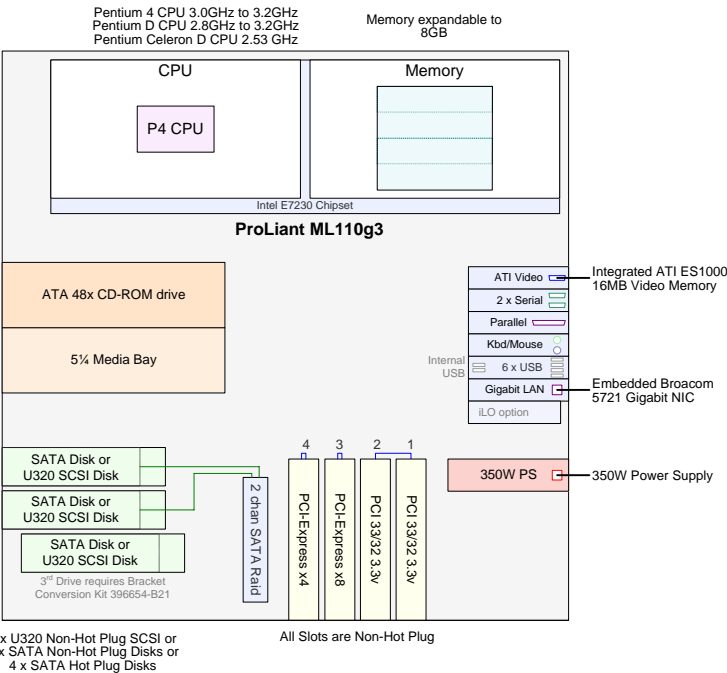 Pentium 4 CPU 3.0GHz to 3.2GHz
Pentium D CPU 2.8GHz to 3.2GHz
Pentium Celeron D CPU 2.53 GHz
Memory expandable to
8GB
CPU
Memory
P4 CPU
Intel E7230 Chipset
ProLiant ML110g3
ATA 48x CD-ROM drive
5¼ Media Bay
ATI Video
2 x Serial
Parallel
Kbd/Mouse
Internal
USB
6 x USB
Gigabit LAN
iLO option
Integrated ATI ES1000
16MB Video Memory
Embedded Broacom
5721 Gigabit NIC
SATA Disk or
U320 SCSI Disk
SATA Disk or
U320 SCSI Disk
SATA Disk or
U320 SCSI Disk
3rd Drive requires Bracket
Conversion Kit 396654-B21
2 chan SATA Raid
4
3
2
1
PCI-Express x4
PCI-Express x8
PCI 33/32 3.3v
PCI 33/32 3.3v
350W PS
350W Power Supply
x U320 Non-Hot Plug SCSI or
x SATA Non-Hot Plug Disks or
4 x SATA Hot Plug Disks
All Slots are Non-Hot Plug